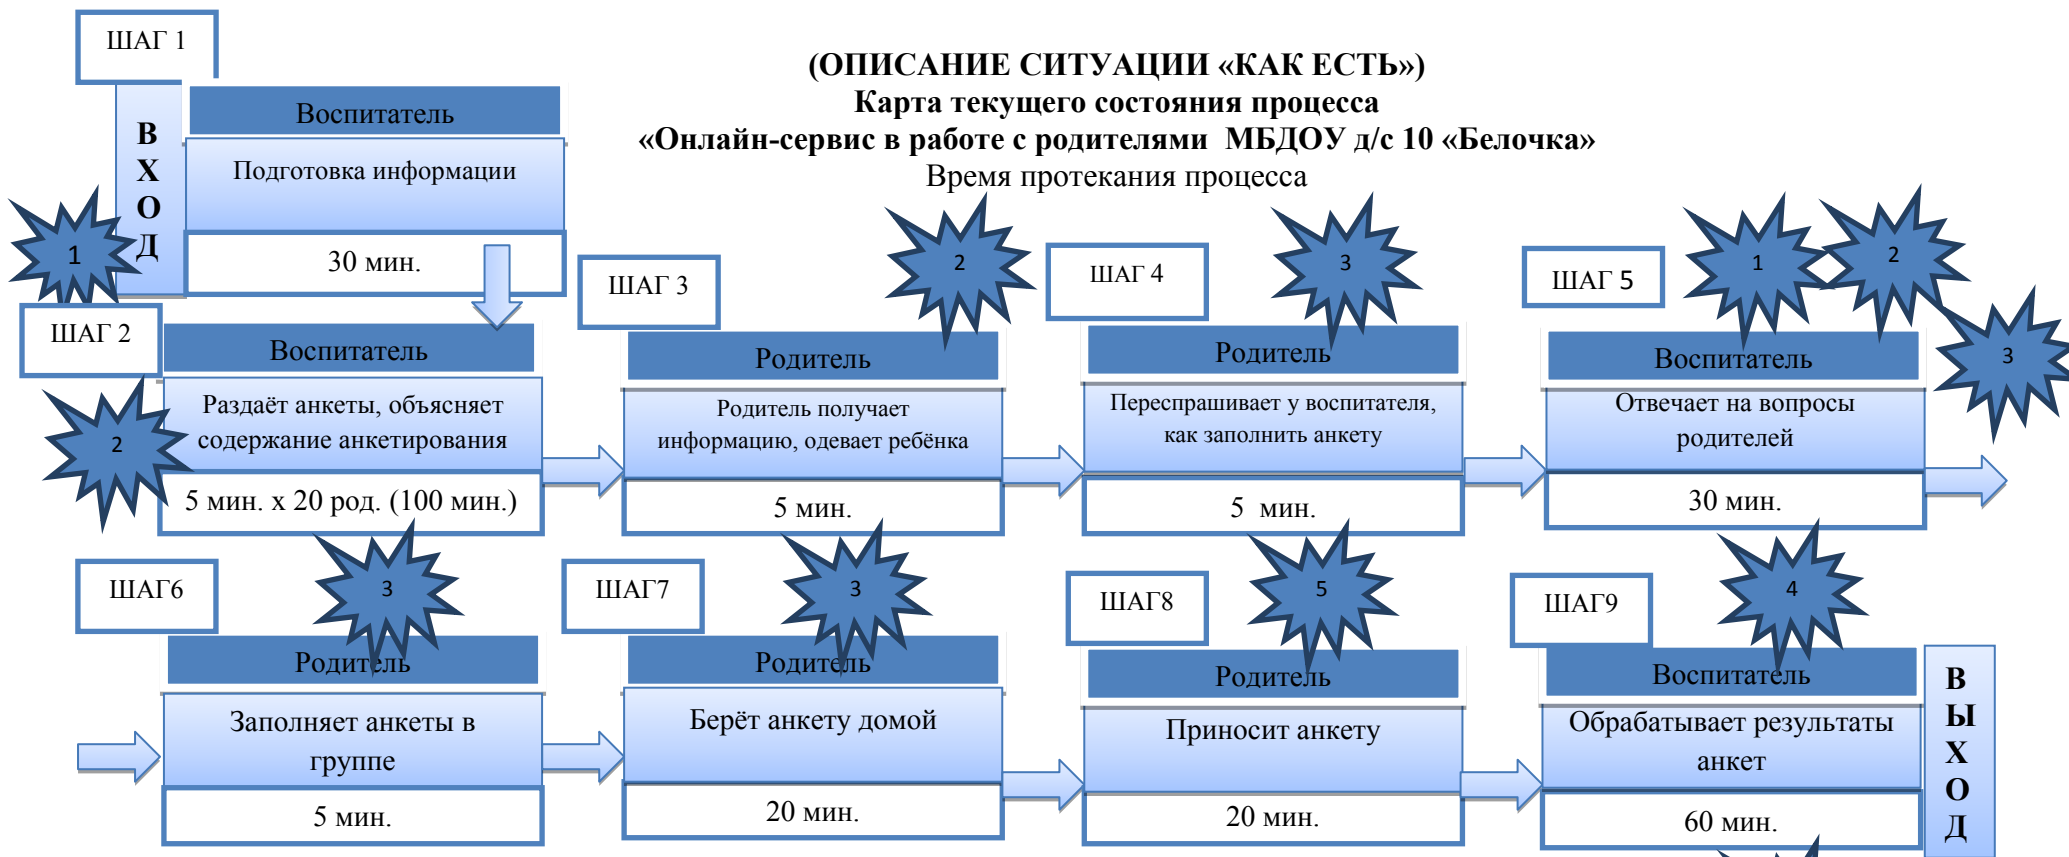 ШАГ 1
(ОПИСАНИЕ СИТУАЦИИ «КАК ЕСТЬ»)
Карта текущего состояния процесса
«Онлайн-сервис в работе с родителями МБДОУ д/с 10 «Белочка»
Время протекания процесса
ВХОД
Воспитатель
Подготовка информации
30 мин.
1
ШАГ 2
Воспитатель
Раздаёт анкеты, объясняет
содержание анкетирования
5 мин. х 20 род. (100 мин.)
2
ШАГ 3
2
Родитель
Родитель получает
информацию, одевает ребёнка
5 мин.
ШАГ 4
3
Родитель
Переспрашивает у воспитателя,
как заполнить анкету
5 мин.
ШАГ 5
1
2
3
Воспитатель
Отвечает на вопросы
родителей
30 мин.
ШАГ6
3
Родитель
Заполняет анкеты в
группе
5 мин.
ШАГ7
3
Родитель
Берёт анкету домой
20 мин.
ШАГ8
5
Родитель
Приносит анкету
20 мин.
ШАГ9
4
Воспитатель
Обрабатывает результаты
анкет
60 мин.
ВЫХОД